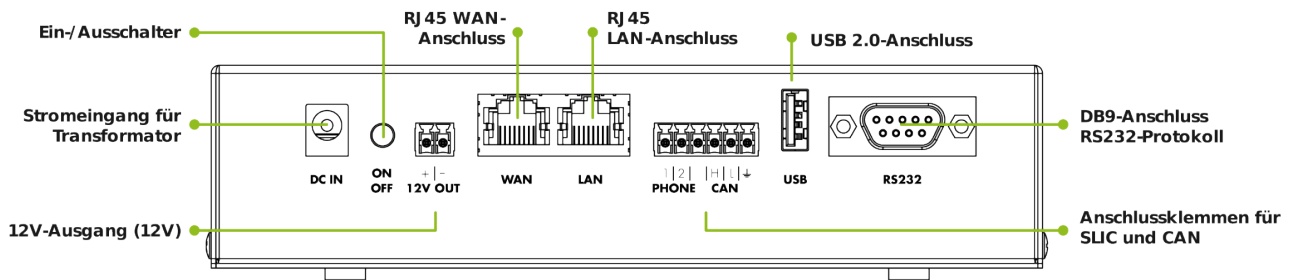 Ein-/Ausschalter
RJ45 WAN-
Anschluss
RJ45
LAN-Anschluss
USB 2.0-Anschluss
Stromeingang für
Transformator
DB9-Anschluss
RS232-Protokoll
DC IN
ON
OFF
+ | -
12V OUT
WAN
LAN
1 | 2 | | H | L | ⏚
PHONE CAN
USB
RS232
12V-Ausgang (12V)
Anschlussklemmen für
SLIC und CAN